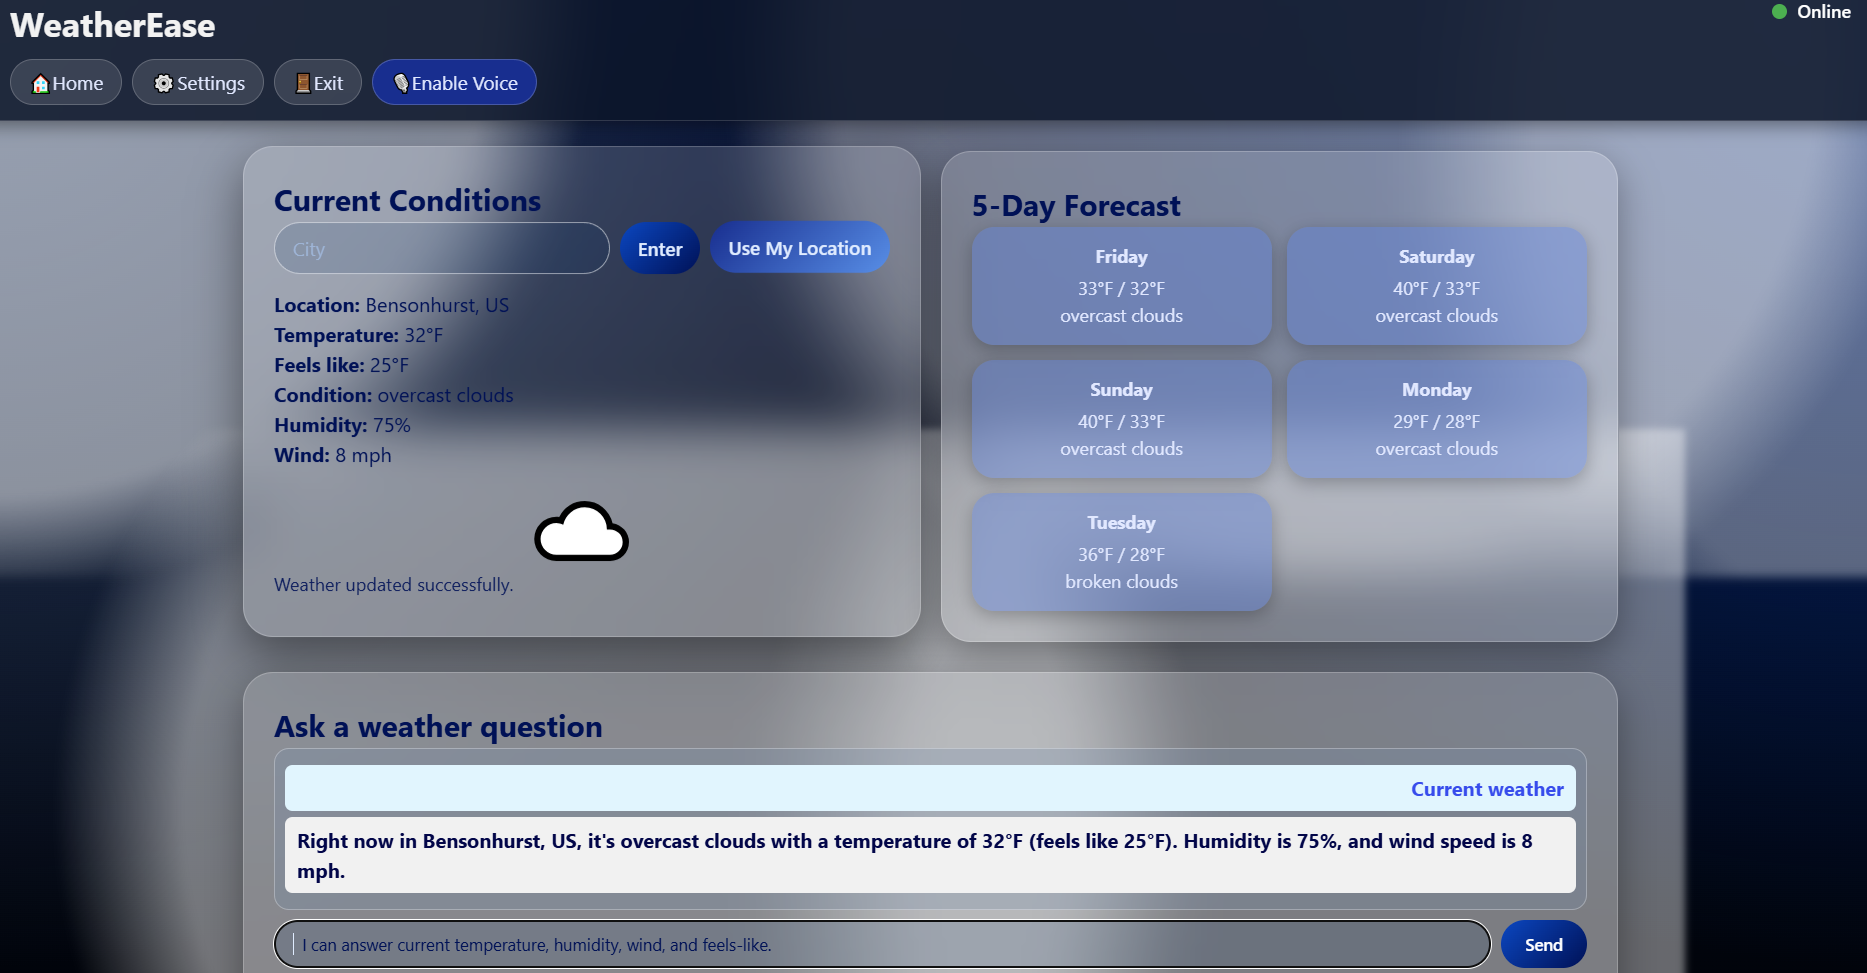 WeatherEase
Online
🏠Home
⚙Settings
🚪Exit
🎙Enable Voice
Current Conditions
City
Enter
Use My Location
Location: Bensonhurst, US
Temperature: 32°F
Feels like: 25°F
Condition: overcast clouds
Humidity: 75%
Wind: 8 mph
Weather updated successfully.
5-Day Forecast
Friday
33°F / 32°F
overcast clouds
Saturday
40°F / 33°F
overcast clouds
Sunday
40°F / 33°F
overcast clouds
Monday
29°F / 28°F
overcast clouds
Tuesday
36°F / 28°F
broken clouds
Ask a weather question
Current weather
Right now in Bensonhurst, US, it's overcast clouds with a temperature of 32°F (feels like 25°F). Humidity is 75%, and wind speed is 8
mph.
I can answer current temperature, humidity, wind, and feels-like.
Send